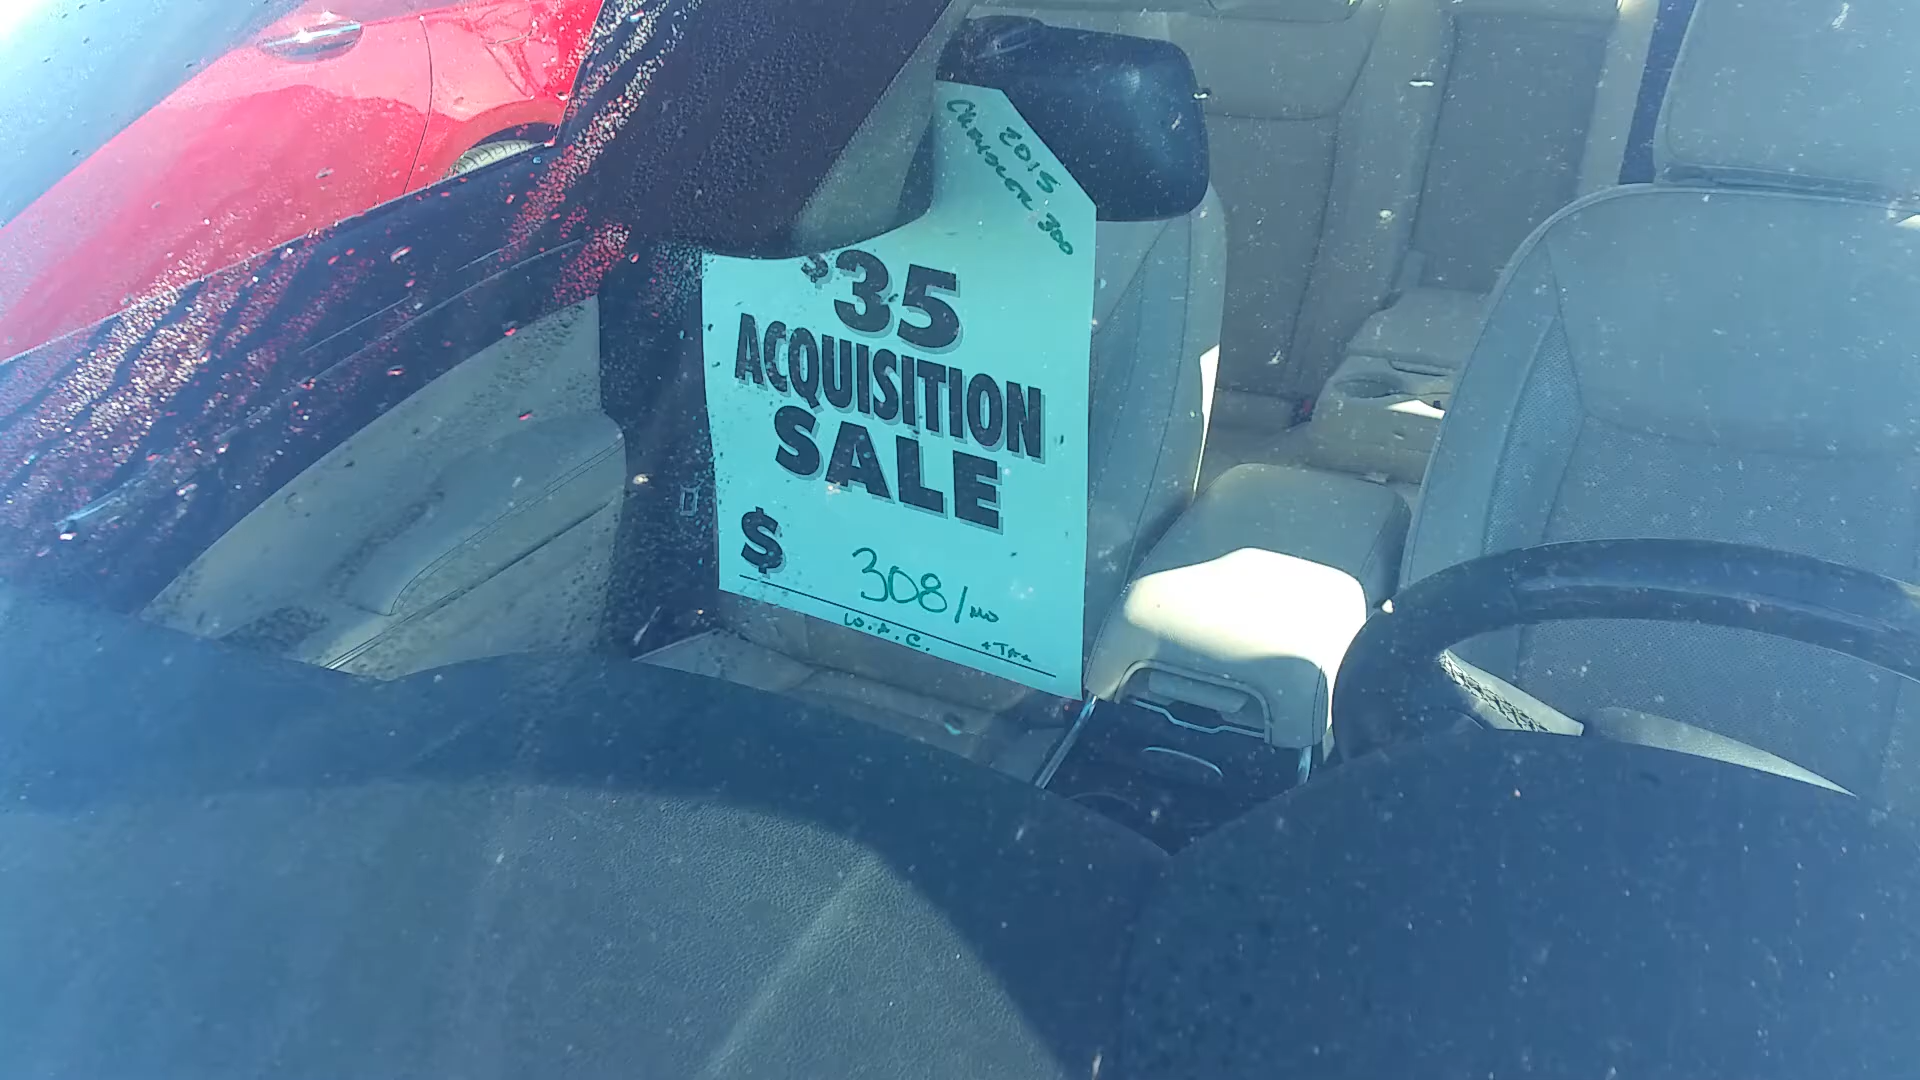 2015
Chrysler 300
$35
ACQUISITION
SALE
$ 308/mo
W.A.C. +Tax